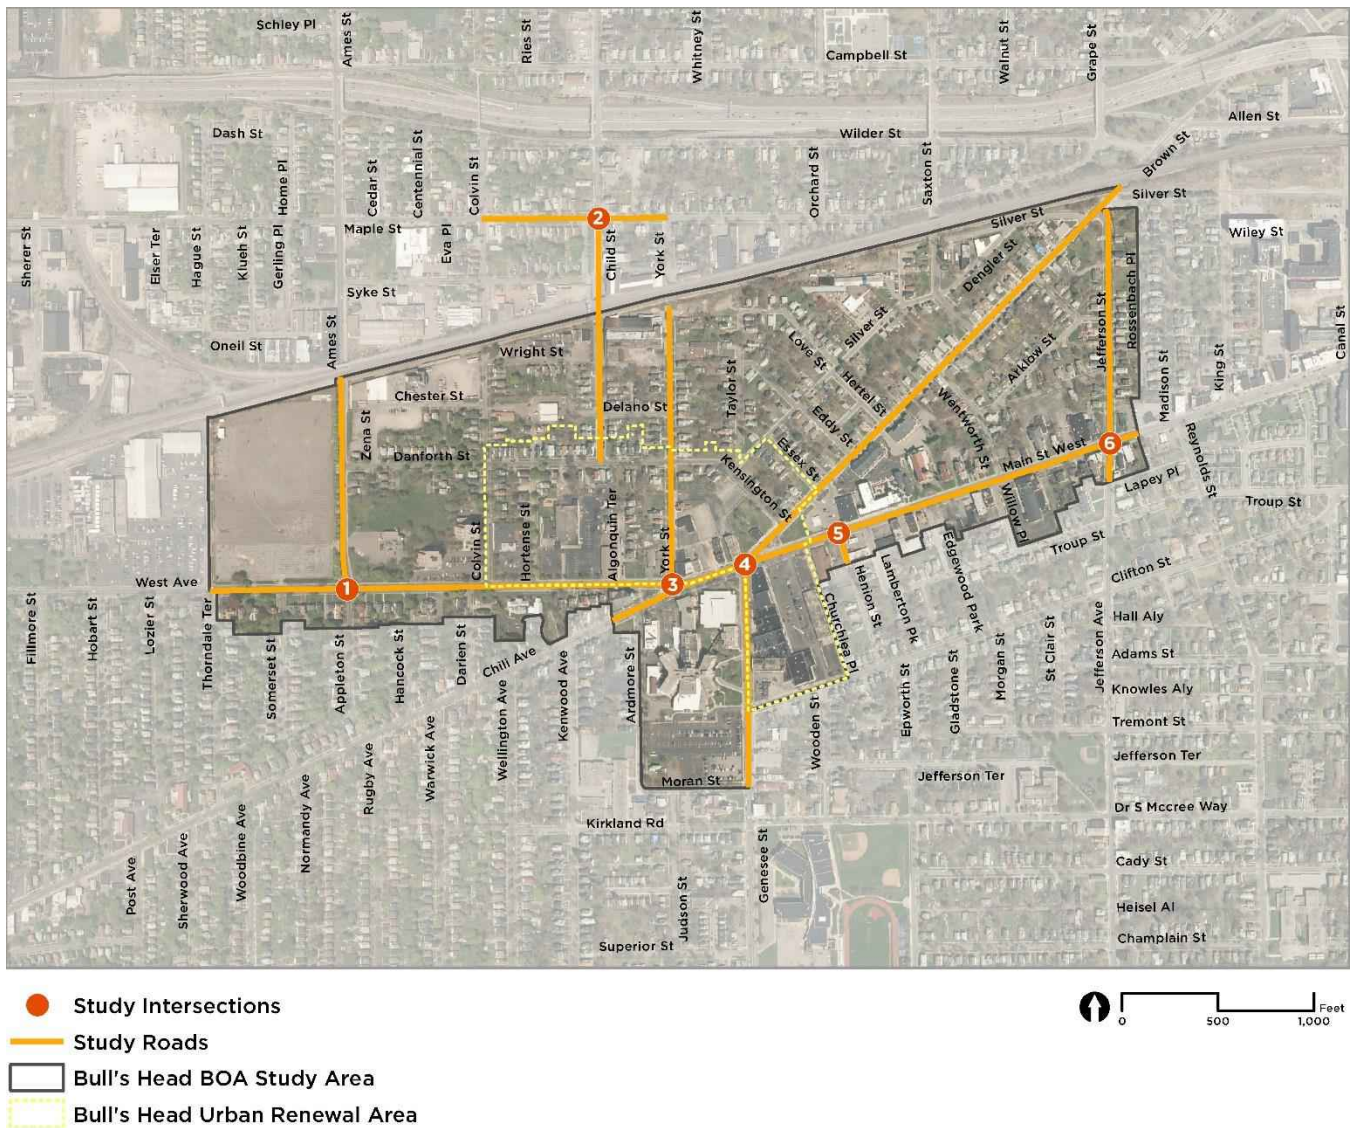 Schley Pl
Ames St
Ries St
Whitney St
Campbell St
Walnut St
Grape St
Allen St
Dash St
Wilder St
Brown St
Home Pl
Cedar St
Centennial St
Colvin St
Orchard St
Saxton St
Silver St
Silver St
Maple St
2
Wiley St
Sherer St
Elser Ter
Hague St
Klueh St
Gerling Pl
Eva Pl
Child St
York St
Dengler St
Rossenbach Pl
Syke St
Jefferson St
Canal St
Oneil St
Ames St
Wright St
Silver St
Love St
Arklow St
Madison St
King St
Chester St
Delano St
Taylor St
Hertel St
Zena St
Eddy St
Wentworth St
Danforth St
Essex St
Main St West
6
Reynolds St
Kensington St
Lapey Pl
Troup St
Willow Pl
Colvin St
Hortense St
Algonquin Ter
York St
5
Troup St
4
Edgewood Park
Clifton St
West Ave
1
3
Henion St
Lamberton Pk
Fillmore St
Hobart St
Lozier St
Thorndale Ter
Churchlea Pl
Hall Aly
Somerset St
Appleton St
Hancock St
Darien St
Chili Ave
Ardmore St
Morgan St
St Clair St
Jefferson Ave
Adams St
Wellington Ave
Kenwood Ave
Epworth St
Gladstone St
Knowles Aly
Wooden St
Tremont St
Rugby Ave
Warwick Ave
Jefferson Ter
Moran St
Jefferson Ter
Normandy Ave
Dr S Mccree Way
Woodbine Ave
Kirkland Rd
Post Ave
Sherwood Ave
Genesee St
Cady St
Judson St
Heisel Al
Superior St
Champlain St
Study Intersections
Study Roads
Bull's Head BOA Study Area
Bull's Head Urban Renewal Area
Feet
0 500 1,000